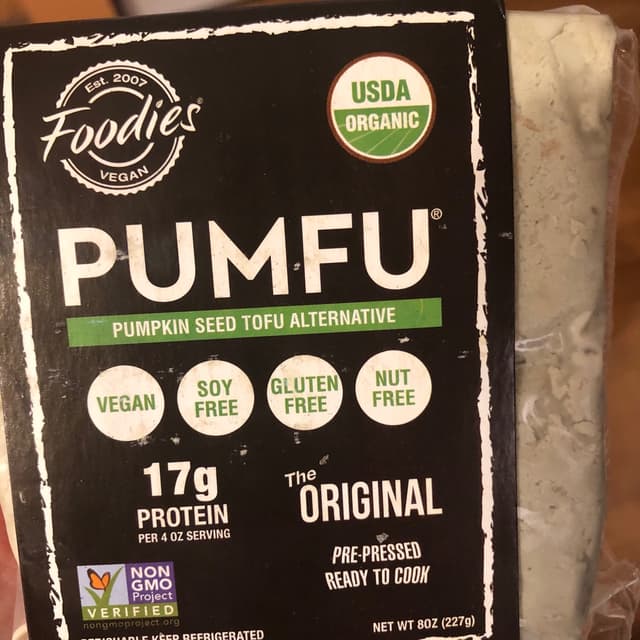 Est. 2007
Foodies®
VEGAN
USDA
ORGANIC
PUMFU®
PUMPKIN SEED TOFU ALTERNATIVE
VEGAN
SOY
FREE
GLUTEN
FREE
NUT
FREE
17g
PROTEIN
PER 4 OZ SERVING
The
ORIGINAL
PRE-PRESSED
READY TO COOK
NON
GMO
Project
VERIFIED
nongmoproject.org
KEEP REFRIGERATED
NET WT 8OZ (227g)